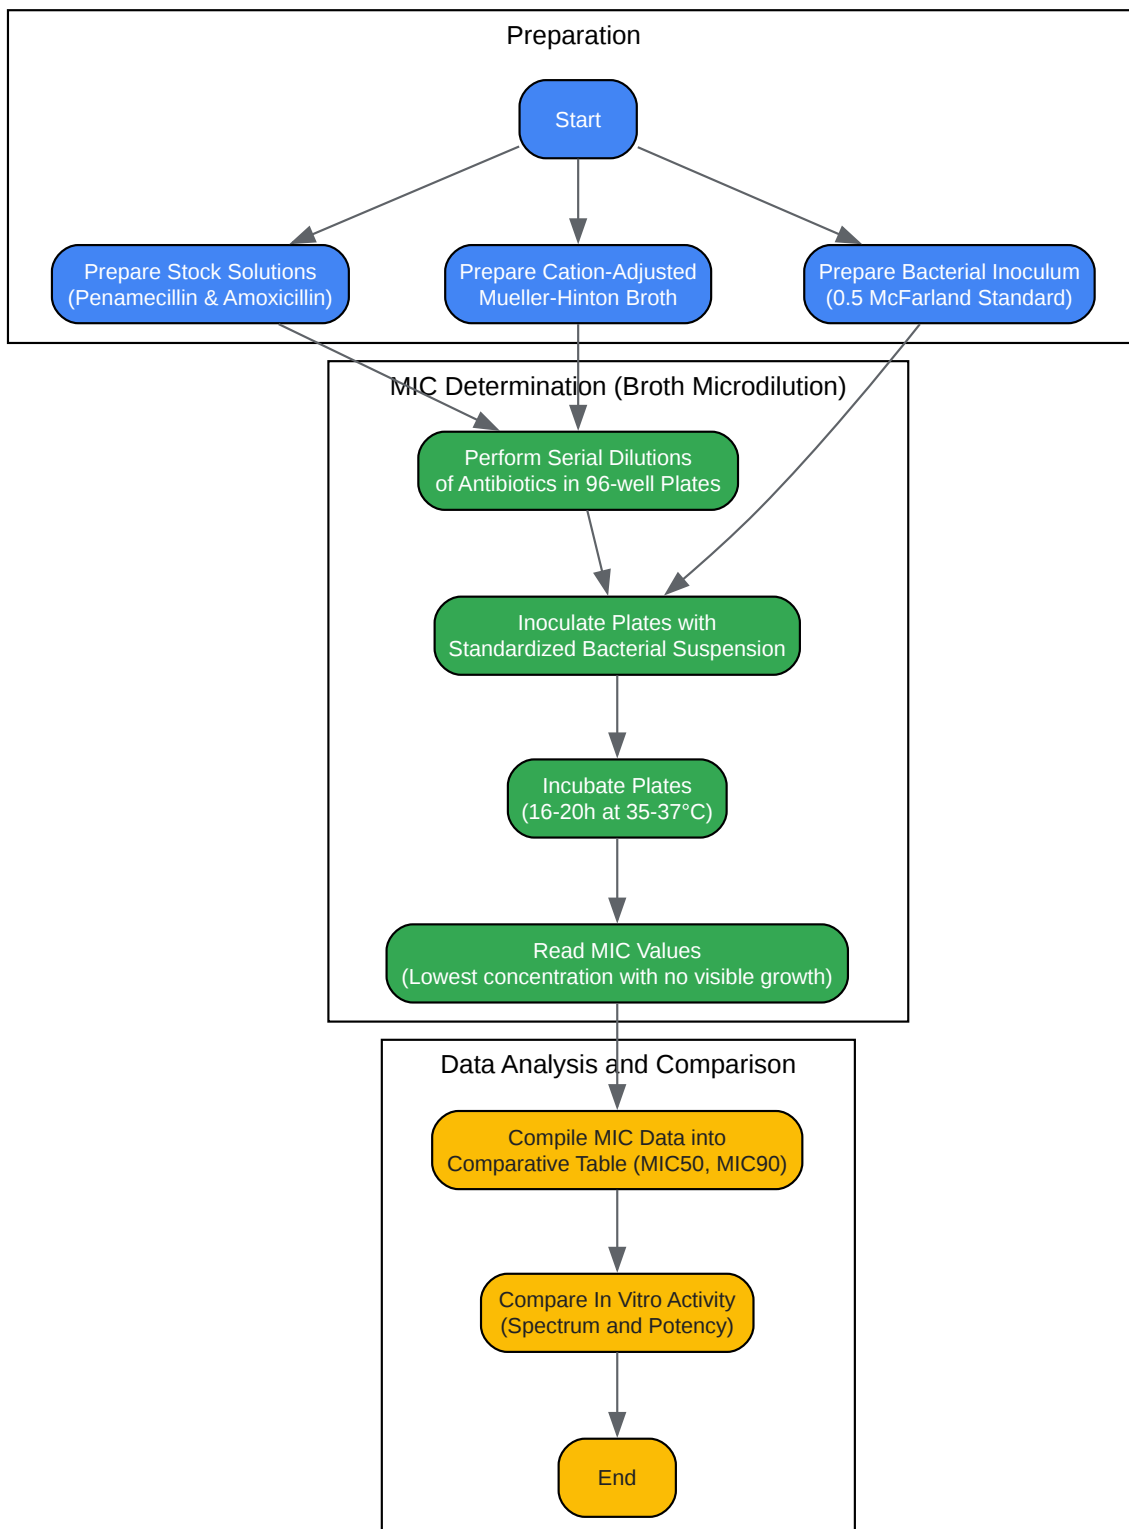 Preparation
Start
Prepare Stock Solutions
(Penamecillin & Amoxicillin)
Prepare Cation-Adjusted
Mueller-Hinton Broth
Prepare Bacterial Inoculum
(0.5 McFarland Standard)
MIC Determination (Broth Microdilution)
Perform Serial Dilutions
of Antibiotics in 96-well Plates
Inoculate Plates with
Standardized Bacterial Suspension
Incubate Plates
(16-20h at 35-37°C)
Read MIC Values
(Lowest concentration with no visible growth)
Data Analysis and Comparison
Compile MIC Data into
Comparative Table (MIC50, MIC90)
Compare In Vitro Activity
(Spectrum and Potency)
End